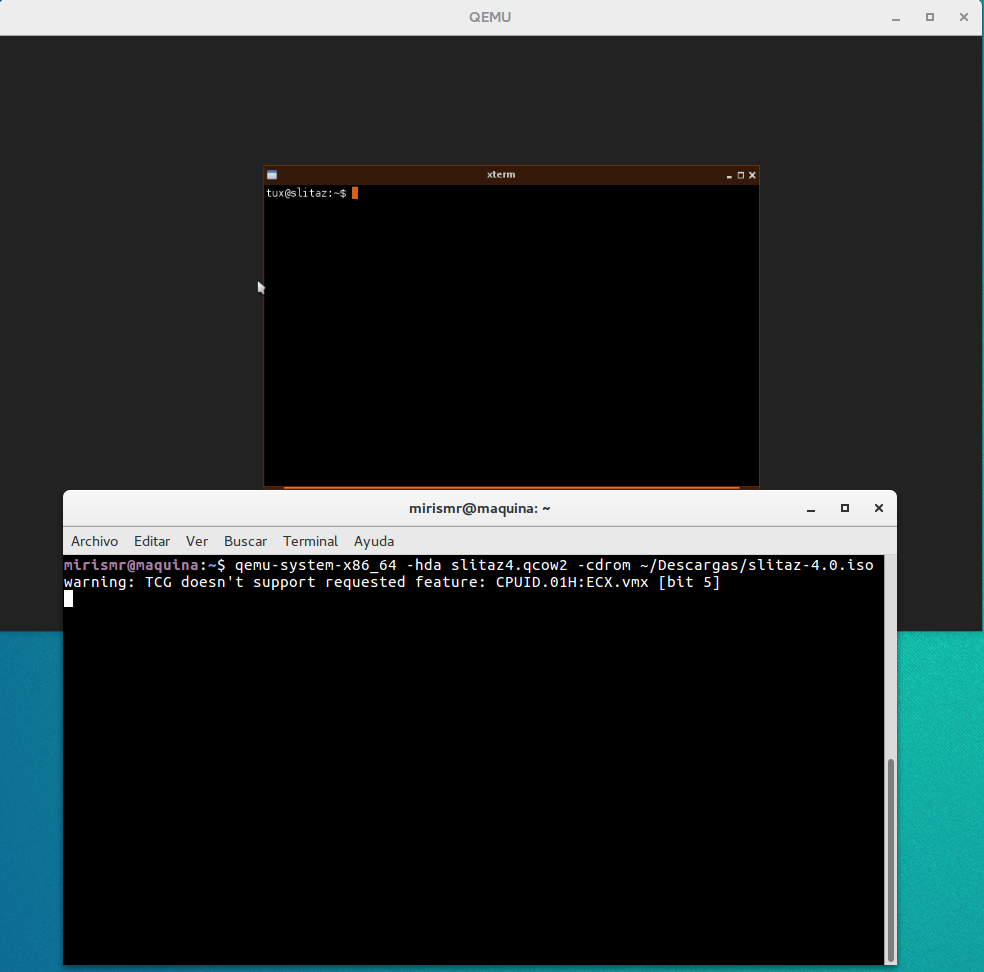 QEMU
xterm
tux@slitaz:~$
mirismr@maquina: ~
Archivo Editar Ver Buscar Terminal Ayuda
mirismr@maquina:~$ qemu-system-x86_64 -hda slitaz4.qcow2 -cdrom ~/Descargas/slitaz-4.0.iso
warning: TCG doesn't support requested feature: CPUID.01H:ECX.vmx [bit 5]